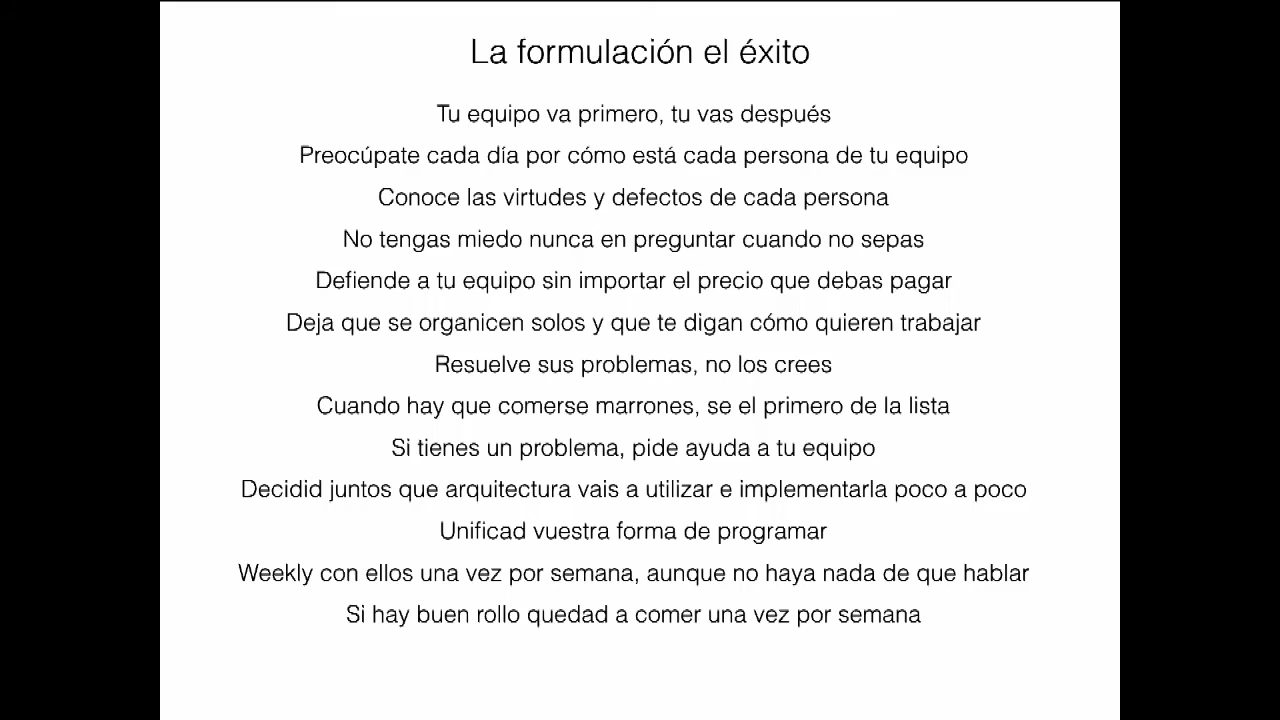 La formulación el éxito
Tu equipo va primero, tu vas después
Preocúpate cada día por cómo está cada persona de tu equipo
Conoce las virtudes y defectos de cada persona
No tengas miedo nunca en preguntar cuando no sepas
Defiende a tu equipo sin importar el precio que debas pagar
Deja que se organicen solos y que te digan cómo quieren trabajar
Resuelve sus problemas, no los crees
Cuando hay que comerse marrones, se el primero de la lista
Si tienes un problema, pide ayuda a tu equipo
Decidid juntos que arquitectura vais a utilizar e implementarla poco a poco
Unificad vuestra forma de programar
Weekly con ellos una vez por semana, aunque no haya nada de que hablar
Si hay buen rollo quedad a comer una vez por semana